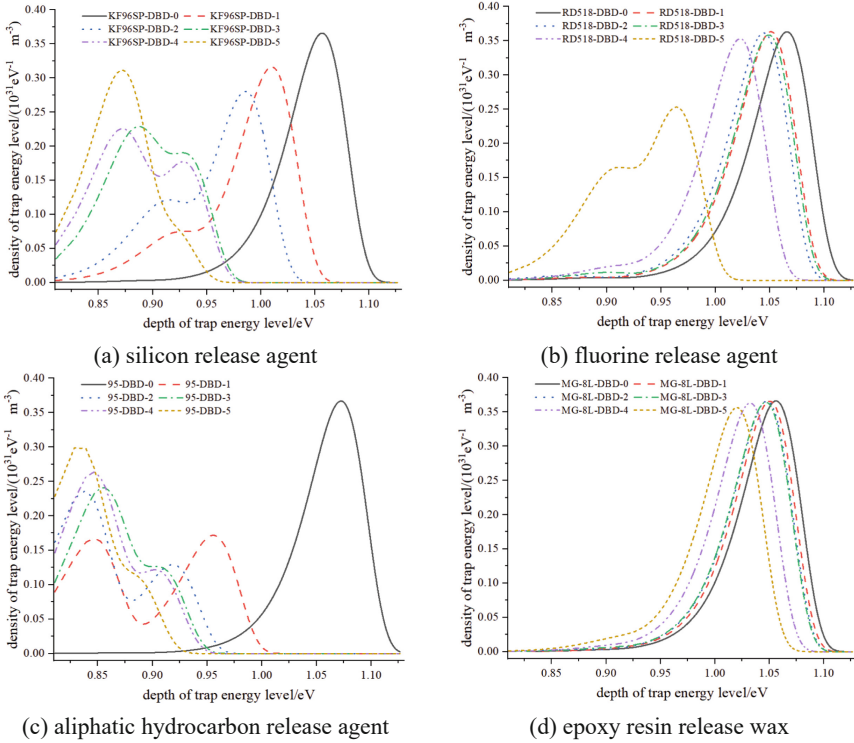 KF96SP-DBD-0 KF96SP-DBD-1
KF96SP-DBD-2 KF96SP-DBD-3
KF96SP-DBD-4 KF96SP-DBD-5
density of trap energy level/(10³¹eV⁻¹ m⁻³)
0.40
0.35
0.30
0.25
0.20
0.15
0.10
0.05
0.00
0.85 0.90 0.95 1.00 1.05 1.10
depth of trap energy level/eV
(a) silicon release agent
RD518-DBD-0 RD518-DBD-1
RD518-DBD-2 RD518-DBD-3
RD518-DBD-4 RD518-DBD-5
density of trap energy level/(10³¹eV⁻¹ m⁻³)
0.40
0.35
0.30
0.25
0.20
0.15
0.10
0.05
0.00
0.85 0.90 0.95 1.00 1.05 1.10
depth of trap energy level/eV
(b) fluorine release agent
95-DBD-0 95-DBD-1
95-DBD-2 95-DBD-3
95-DBD-4 95-DBD-5
density of trap energy level/(10³¹eV⁻¹ m⁻³)
0.40
0.35
0.30
0.25
0.20
0.15
0.10
0.05
0.00
0.85 0.90 0.95 1.00 1.05 1.10
depth of trap energy level/eV
(c) aliphatic hydrocarbon release agent
MG-8L-DBD-0 MG-8L-DBD-1
MG-8L-DBD-2 MG-8L-DBD-3
MG-8L-DBD-4 MG-8L-DBD-5
density of trap energy level/(10³¹eV⁻¹ m⁻³)
0.40
0.35
0.30
0.25
0.20
0.15
0.10
0.05
0.00
0.85 0.90 0.95 1.00 1.05 1.10
depth of trap energy level/eV
(d) epoxy resin release wax